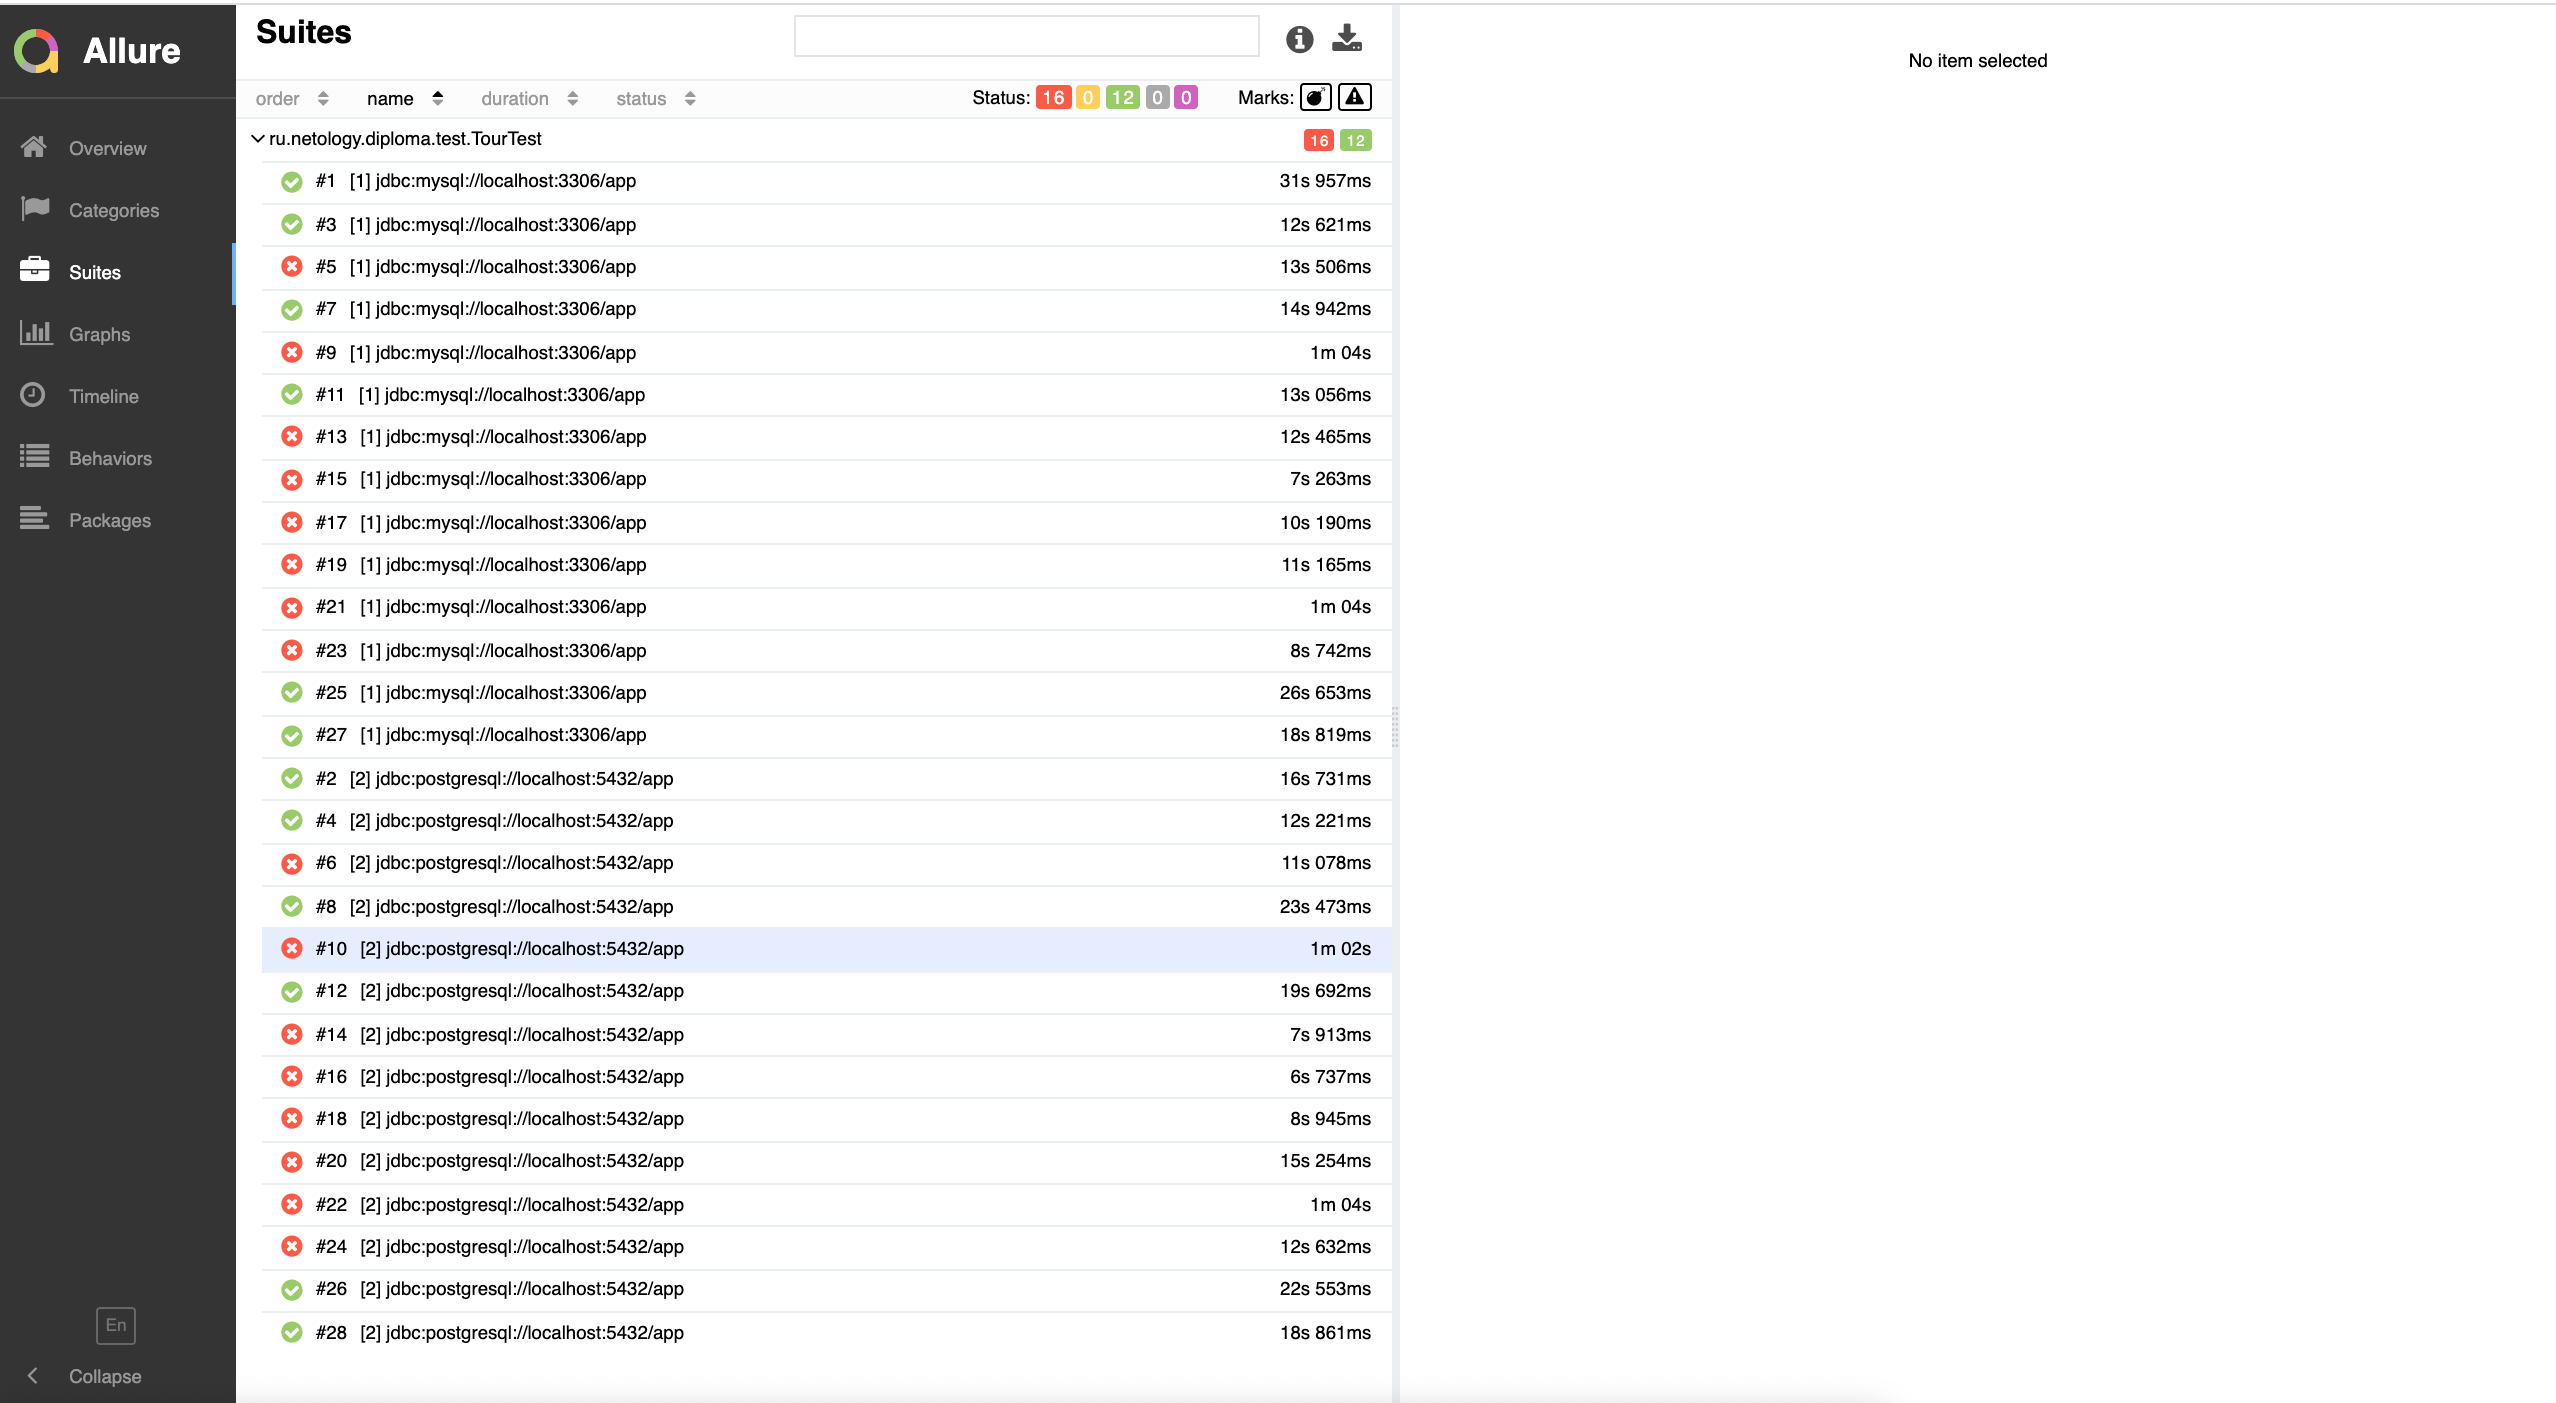 Allure
Overview
Categories
Suites
Graphs
Timeline
Behaviors
Packages
En
Collapse
Suites
order name duration status Status: 16 0 12 0 0 Marks:
ru.netology.diploma.test.TourTest 16 12
#1 [1] jdbc:mysql://localhost:3306/app 31s 957ms
#3 [1] jdbc:mysql://localhost:3306/app 12s 621ms
#5 [1] jdbc:mysql://localhost:3306/app 13s 506ms
#7 [1] jdbc:mysql://localhost:3306/app 14s 942ms
#9 [1] jdbc:mysql://localhost:3306/app 1m 04s
#11 [1] jdbc:mysql://localhost:3306/app 13s 056ms
#13 [1] jdbc:mysql://localhost:3306/app 12s 465ms
#15 [1] jdbc:mysql://localhost:3306/app 7s 263ms
#17 [1] jdbc:mysql://localhost:3306/app 10s 190ms
#19 [1] jdbc:mysql://localhost:3306/app 11s 165ms
#21 [1] jdbc:mysql://localhost:3306/app 1m 04s
#23 [1] jdbc:mysql://localhost:3306/app 8s 742ms
#25 [1] jdbc:mysql://localhost:3306/app 26s 653ms
#27 [1] jdbc:mysql://localhost:3306/app 18s 819ms
#2 [2] jdbc:postgresql://localhost:5432/app 16s 731ms
#4 [2] jdbc:postgresql://localhost:5432/app 12s 221ms
#6 [2] jdbc:postgresql://localhost:5432/app 11s 078ms
#8 [2] jdbc:postgresql://localhost:5432/app 23s 473ms
#10 [2] jdbc:postgresql://localhost:5432/app 1m 02s
#12 [2] jdbc:postgresql://localhost:5432/app 19s 692ms
#14 [2] jdbc:postgresql://localhost:5432/app 7s 913ms
#16 [2] jdbc:postgresql://localhost:5432/app 6s 737ms
#18 [2] jdbc:postgresql://localhost:5432/app 8s 945ms
#20 [2] jdbc:postgresql://localhost:5432/app 15s 254ms
#22 [2] jdbc:postgresql://localhost:5432/app 1m 04s
#24 [2] jdbc:postgresql://localhost:5432/app 12s 632ms
#26 [2] jdbc:postgresql://localhost:5432/app 22s 553ms
#28 [2] jdbc:postgresql://localhost:5432/app 18s 861ms
No item selected